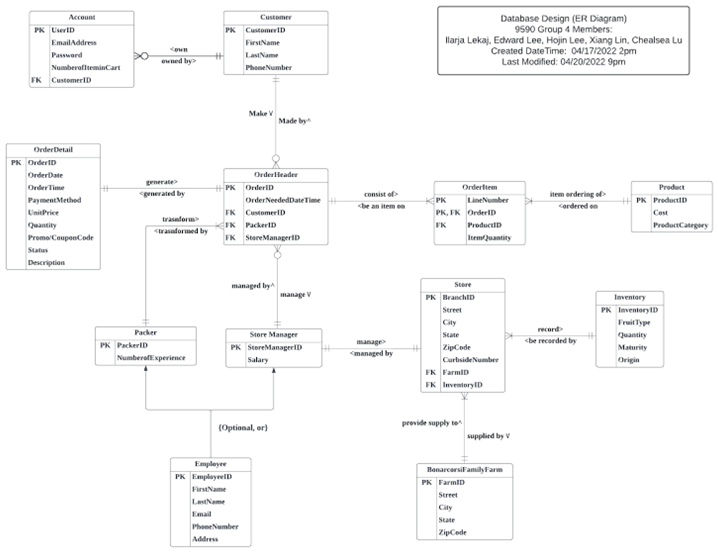 Account
PK UserID
EmailAddress
Password
NumberofIteminCart
FK CustomerID
<own
owned by>
Customer
PK CustomerID
FirstName
LastName
PhoneNumber
Database Design (ER Diagram)
9590 Group 4 Members:
Ilarja Lekaj, Edward Lee, Hojin Lee, Xiang Lin, Chealsea Lu
Created DateTime: 04/17/2022 2pm
Last Modified: 04/20/2022 9pm
Make \/
Made by^
OrderDetail
PK OrderID
OrderDate
OrderTime
PaymentMethod
UnitPrice
Quantity
Promo/CouponCode
Status
Description
generate>
<generated by
OrderHeader
PK OrderID
OrderNeededDateTime
FK CustomerID
FK PackerID
FK StoreManagerID
consist of>
<be an item on
OrderItem
PK LineNumber
PK, FK OrderID
FK ProductID
ItemQuantity
item ordering of>
<ordered on
Product
PK ProductID
Cost
ProductCategory
trasnform>
<trasnformed by
managed by^
manage \/
Packer
PK PackerID
NumberofExperience
Store Manager
PK StoreManagerID
Salary
manage>
<managed by
Store
PK BranchID
Street
City
State
ZipCode
CurbsideNumber
FK FarmID
FK InventoryID
record>
<be recorded by
Inventory
PK InventoryID
FruitType
Quantity
Maturity
Origin
{Optional, or}
provide supply to^
supplied by \/
Employee
PK EmployeeID
FirstName
LastName
Email
PhoneNumber
Address
BonarcorsiFamilyFarm
PK FarmID
Street
City
State
ZipCode